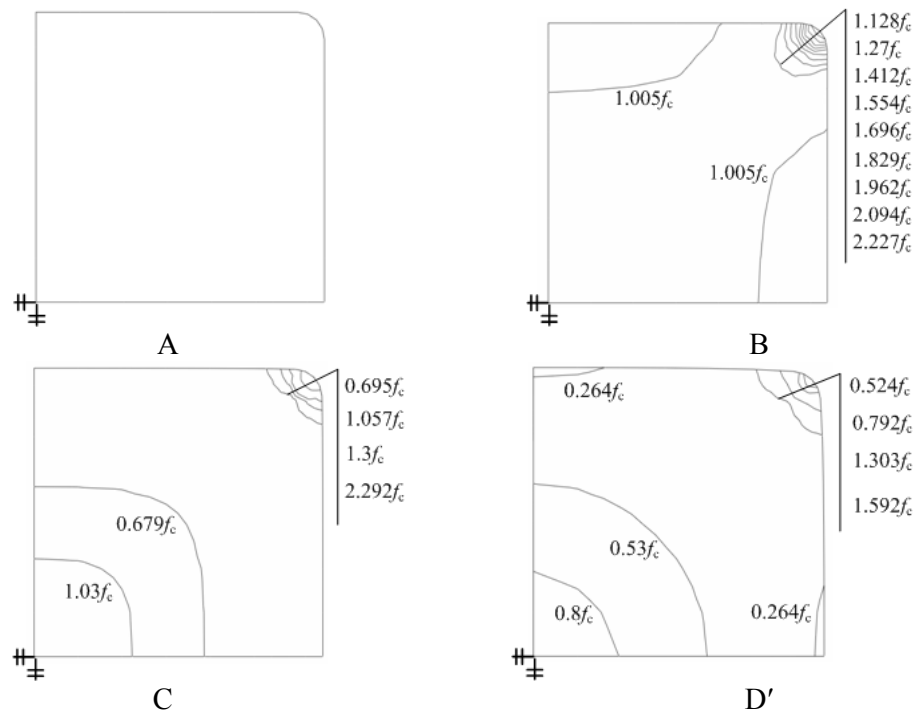 1.128fc
1.27fc
1.412fc
1.554fc
1.696fc
1.829fc
1.962fc
2.094fc
2.227fc
1.005fc
1.005fc
A
B
0.695fc
1.057fc
1.3fc
2.292fc
0.679fc
1.03fc
C
0.264fc
0.524fc
0.792fc
1.303fc
1.592fc
0.53fc
0.8fc
0.264fc
D′